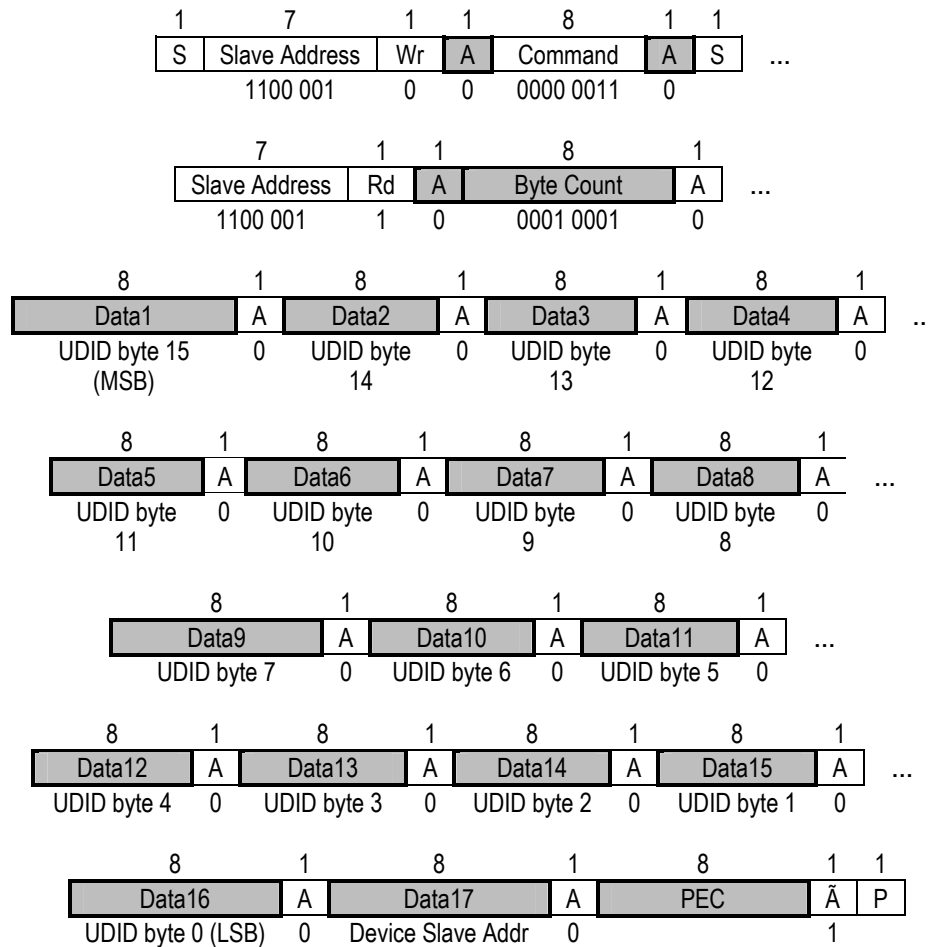 1 7 1 1 8 1 1
S Slave Address Wr A Command A S …
1100 001 0 0 0000 0011 0
7 1 1 8 1
Slave Address Rd A Byte Count A …
1100 001 1 0 0001 0001 0
8 1 8 1 8 1 8 1
Data1 A Data2 A Data3 A Data4 A ..
UDID byte 15 0 UDID byte 0 UDID byte 0 UDID byte 0
(MSB) 14 13 12
8 1 8 1 8 1 8 1
Data5 A Data6 A Data7 A Data8 A …
UDID byte 0 UDID byte 0 UDID byte 0 UDID byte 0
11 10 9 8
8 1 8 1 8 1
Data9 A Data10 A Data11 A …
UDID byte 7 0 UDID byte 6 0 UDID byte 5 0
8 1 8 1 8 1 8 1
Data12 A Data13 A Data14 A Data15 A …
UDID byte 4 0 UDID byte 3 0 UDID byte 2 0 UDID byte 1 0
8 1 8 1 8 1 1
Data16 A Data17 A PEC Ã P
UDID byte 0 (LSB) 0 Device Slave Addr 0 1